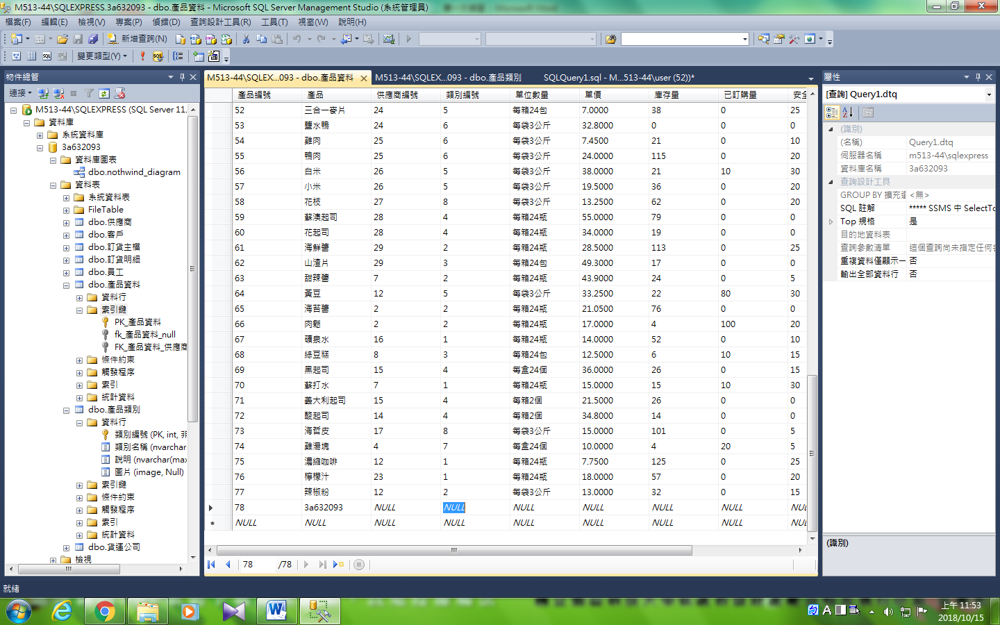 M513-44\SQLEXPRESS.3a632093 - dbo.產品資料 - Microsoft SQL Server Management Studio (系統管理員)
檔案(F) 編輯(E) 檢視(V) 專案(P) 偵錯(D) 查詢設計工具(R) 工具(T) 視窗(W) 說明(H)
新增查詢(N)
變更類型(Y)
物件總管
連接
M513-44\SQLEXPRESS (SQL Server 11.
資料庫
系統資料庫
3a632093
資料庫圖表
dbo.nothwind_diagram
資料表
系統資料表
FileTable
dbo.供應商
dbo.客戶
dbo.訂貨主檔
dbo.訂貨明細
dbo.員工
dbo.產品資料
資料行
索引鍵
PK_產品資料
fk_產品資料_null
FK_產品資料_供應商
條件約束
觸發程序
索引
統計資料
dbo.產品類別
資料行
類別編號 (PK, int, 非
類別名稱 (nvarchar
說明 (nvarchar(max
圖片 (image, Null)
索引鍵
條件約束
觸發程序
索引
統計資料
dbo.貨運公司
檢視
M513-44\SQLEX...093 - dbo.產品資料 M513-44\SQLEX...093 - dbo.產品類別 SQLQuery1.sql - M...513-44\user (52))*
產品編號 產品 供應商編號 類別編號 單位數量 單價 庫存量 已訂購量 安全
52 三合一麥片 24 5 每箱24包 7.0000 38 0 25
53 鹽水鴨 24 6 每袋3公斤 32.8000 0 0 0
54 雞肉 25 6 每袋3公斤 7.4500 21 0 10
55 鴨肉 25 6 每袋3公斤 24.0000 115 0 20
56 白米 26 5 每袋3公斤 38.0000 21 10 30
57 小米 26 5 每袋3公斤 19.5000 36 0 20
58 花枝 27 8 每袋3公斤 13.2500 62 0 20
59 蘇澳起司 28 4 每箱24瓶 55.0000 79 0 0
60 花起司 28 4 每箱24瓶 34.0000 19 0 0
61 海鮮醬 29 2 每箱24瓶 28.5000 113 0 25
62 山渣片 29 3 每箱24包 49.3000 17 0 0
63 甜辣醬 7 2 每箱24瓶 43.9000 24 0 5
64 黃豆 12 5 每袋3公斤 33.2500 22 80 30
65 海苔醬 2 2 每箱24瓶 21.0500 76 0 0
66 肉鬆 2 2 每箱24瓶 17.0000 4 100 20
67 礦泉水 16 1 每箱24瓶 14.0000 52 0 10
68 綠豆糕 8 3 每箱24包 12.5000 6 10 15
69 黑起司 15 4 每盒24個 36.0000 26 0 15
70 蘇打水 7 1 每箱24瓶 15.0000 15 10 30
71 義大利起司 15 4 每箱2個 21.5000 26 0 0
72 酸起司 14 4 每箱2個 34.8000 14 0 0
73 海哲皮 17 8 每袋3公斤 15.0000 101 0 5
74 雞湯塊 4 7 每盒24個 10.0000 4 20 5
75 濃縮咖啡 12 1 每箱24瓶 7.7500 125 0 25
76 檸檬汁 23 1 每箱24瓶 18.0000 57 0 20
77 辣椒粉 12 2 每袋3公斤 13.0000 32 0 15
78 3a632093 NULL NULL NULL NULL NULL NULL NUL
NULL NULL NULL NULL NULL NULL NULL NULL NUL
78 /78
屬性
[查詢] Query1.dtq
(識別)
(名稱) Query1.dtq
伺服器名稱 m513-44\sqlexpress
資料庫名稱 3a632093
查詢設計工具
GROUP BY 擴充選 <無>
SQL 註解 ***** SSMS 中 SelectTo
Top 規格 是
目的地資料表
查詢參數清單 這個查詢尚未指定任何
重複資料僅顯示一 否
輸出全部資料行 否
(識別)
就緒
上午 11:53
2018/10/15